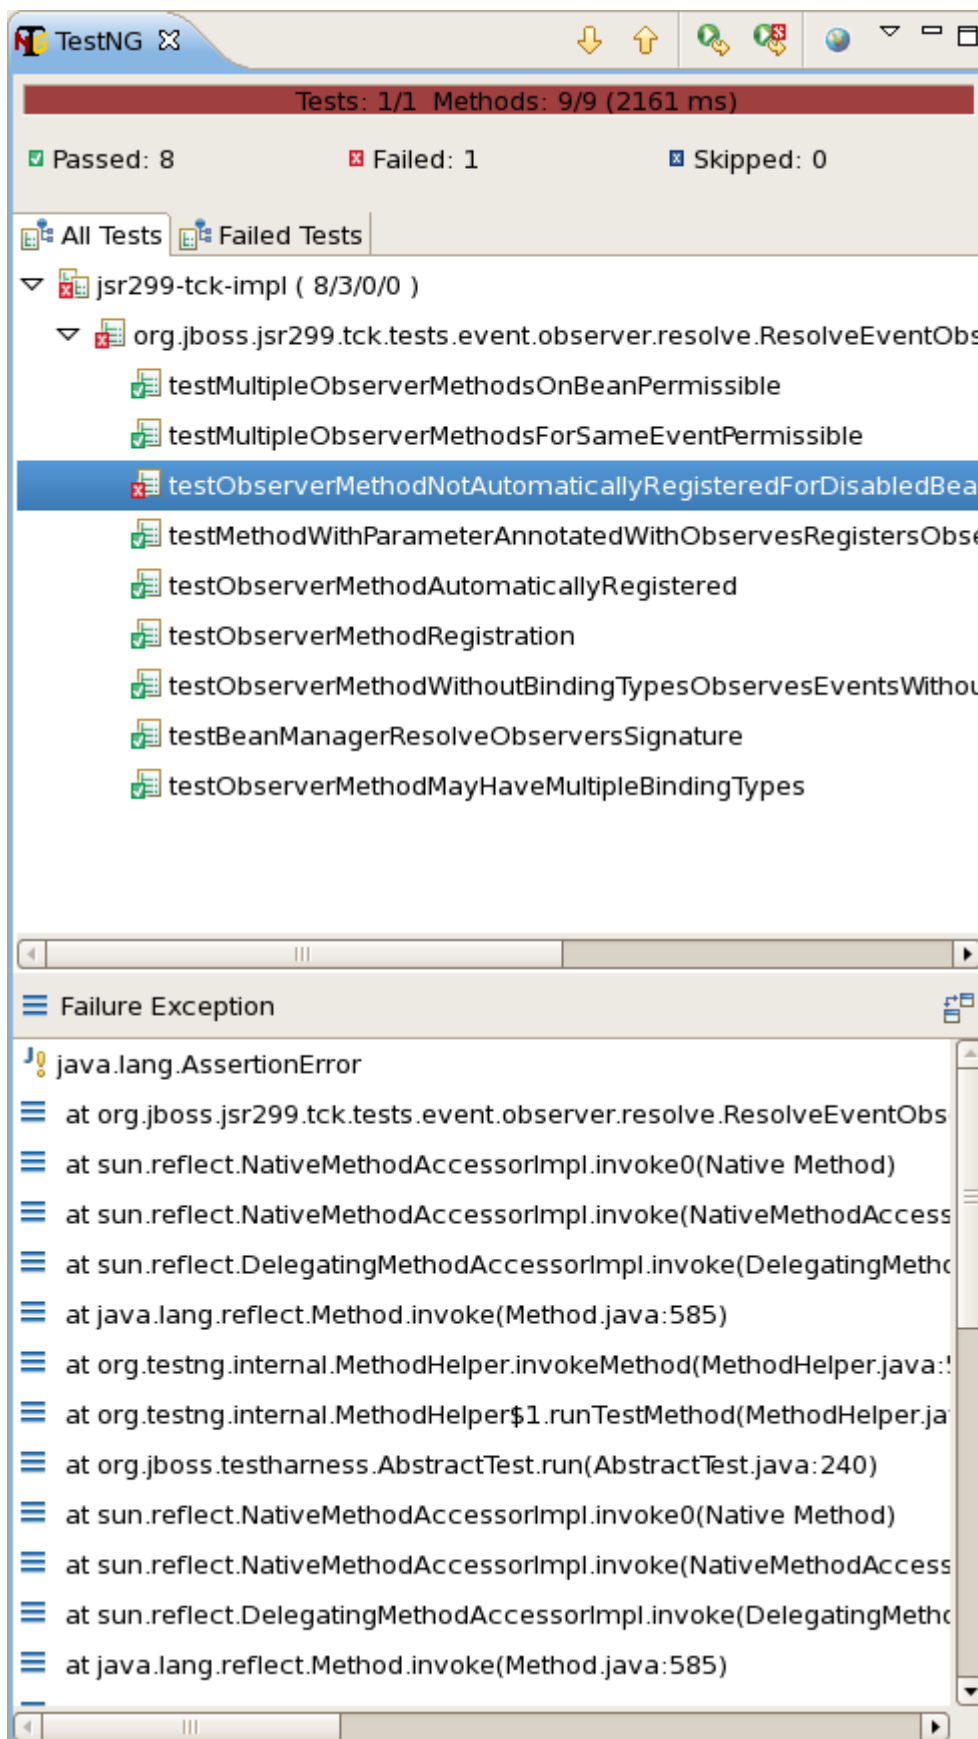 TestNG
Tests: 1/1 Methods: 9/9 (2161 ms)
Passed: 8 Failed: 1 Skipped: 0
All Tests Failed Tests
jsr299-tck-impl ( 8/3/0/0 )
org.jboss.jsr299.tck.tests.event.observer.resolve.ResolveEventObs
testMultipleObserverMethodsOnBeanPermissible
testMultipleObserverMethodsForSameEventPermissible
testObserverMethodNotAutomaticallyRegisteredForDisabledBea
testMethodWithParameterAnnotatedWithObservesRegistersObse
testObserverMethodAutomaticallyRegistered
testObserverMethodRegistration
testObserverMethodWithoutBindingTypesObservesEventsWithou
testBeanManagerResolveObserversSignature
testObserverMethodMayHaveMultipleBindingTypes
Failure Exception
java.lang.AssertionError
at org.jboss.jsr299.tck.tests.event.observer.resolve.ResolveEventObs
at sun.reflect.NativeMethodAccessorImpl.invoke0(Native Method)
at sun.reflect.NativeMethodAccessorImpl.invoke(NativeMethodAccess
at sun.reflect.DelegatingMethodAccessorImpl.invoke(DelegatingMetho
at java.lang.reflect.Method.invoke(Method.java:585)
at org.testng.internal.MethodHelper.invokeMethod(MethodHelper.java:5
at org.testng.internal.MethodHelper$1.runTestMethod(MethodHelper.ja
at org.jboss.testharness.AbstractTest.run(AbstractTest.java:240)
at sun.reflect.NativeMethodAccessorImpl.invoke0(Native Method)
at sun.reflect.NativeMethodAccessorImpl.invoke(NativeMethodAccess
at sun.reflect.DelegatingMethodAccessorImpl.invoke(DelegatingMetho
at java.lang.reflect.Method.invoke(Method.java:585)